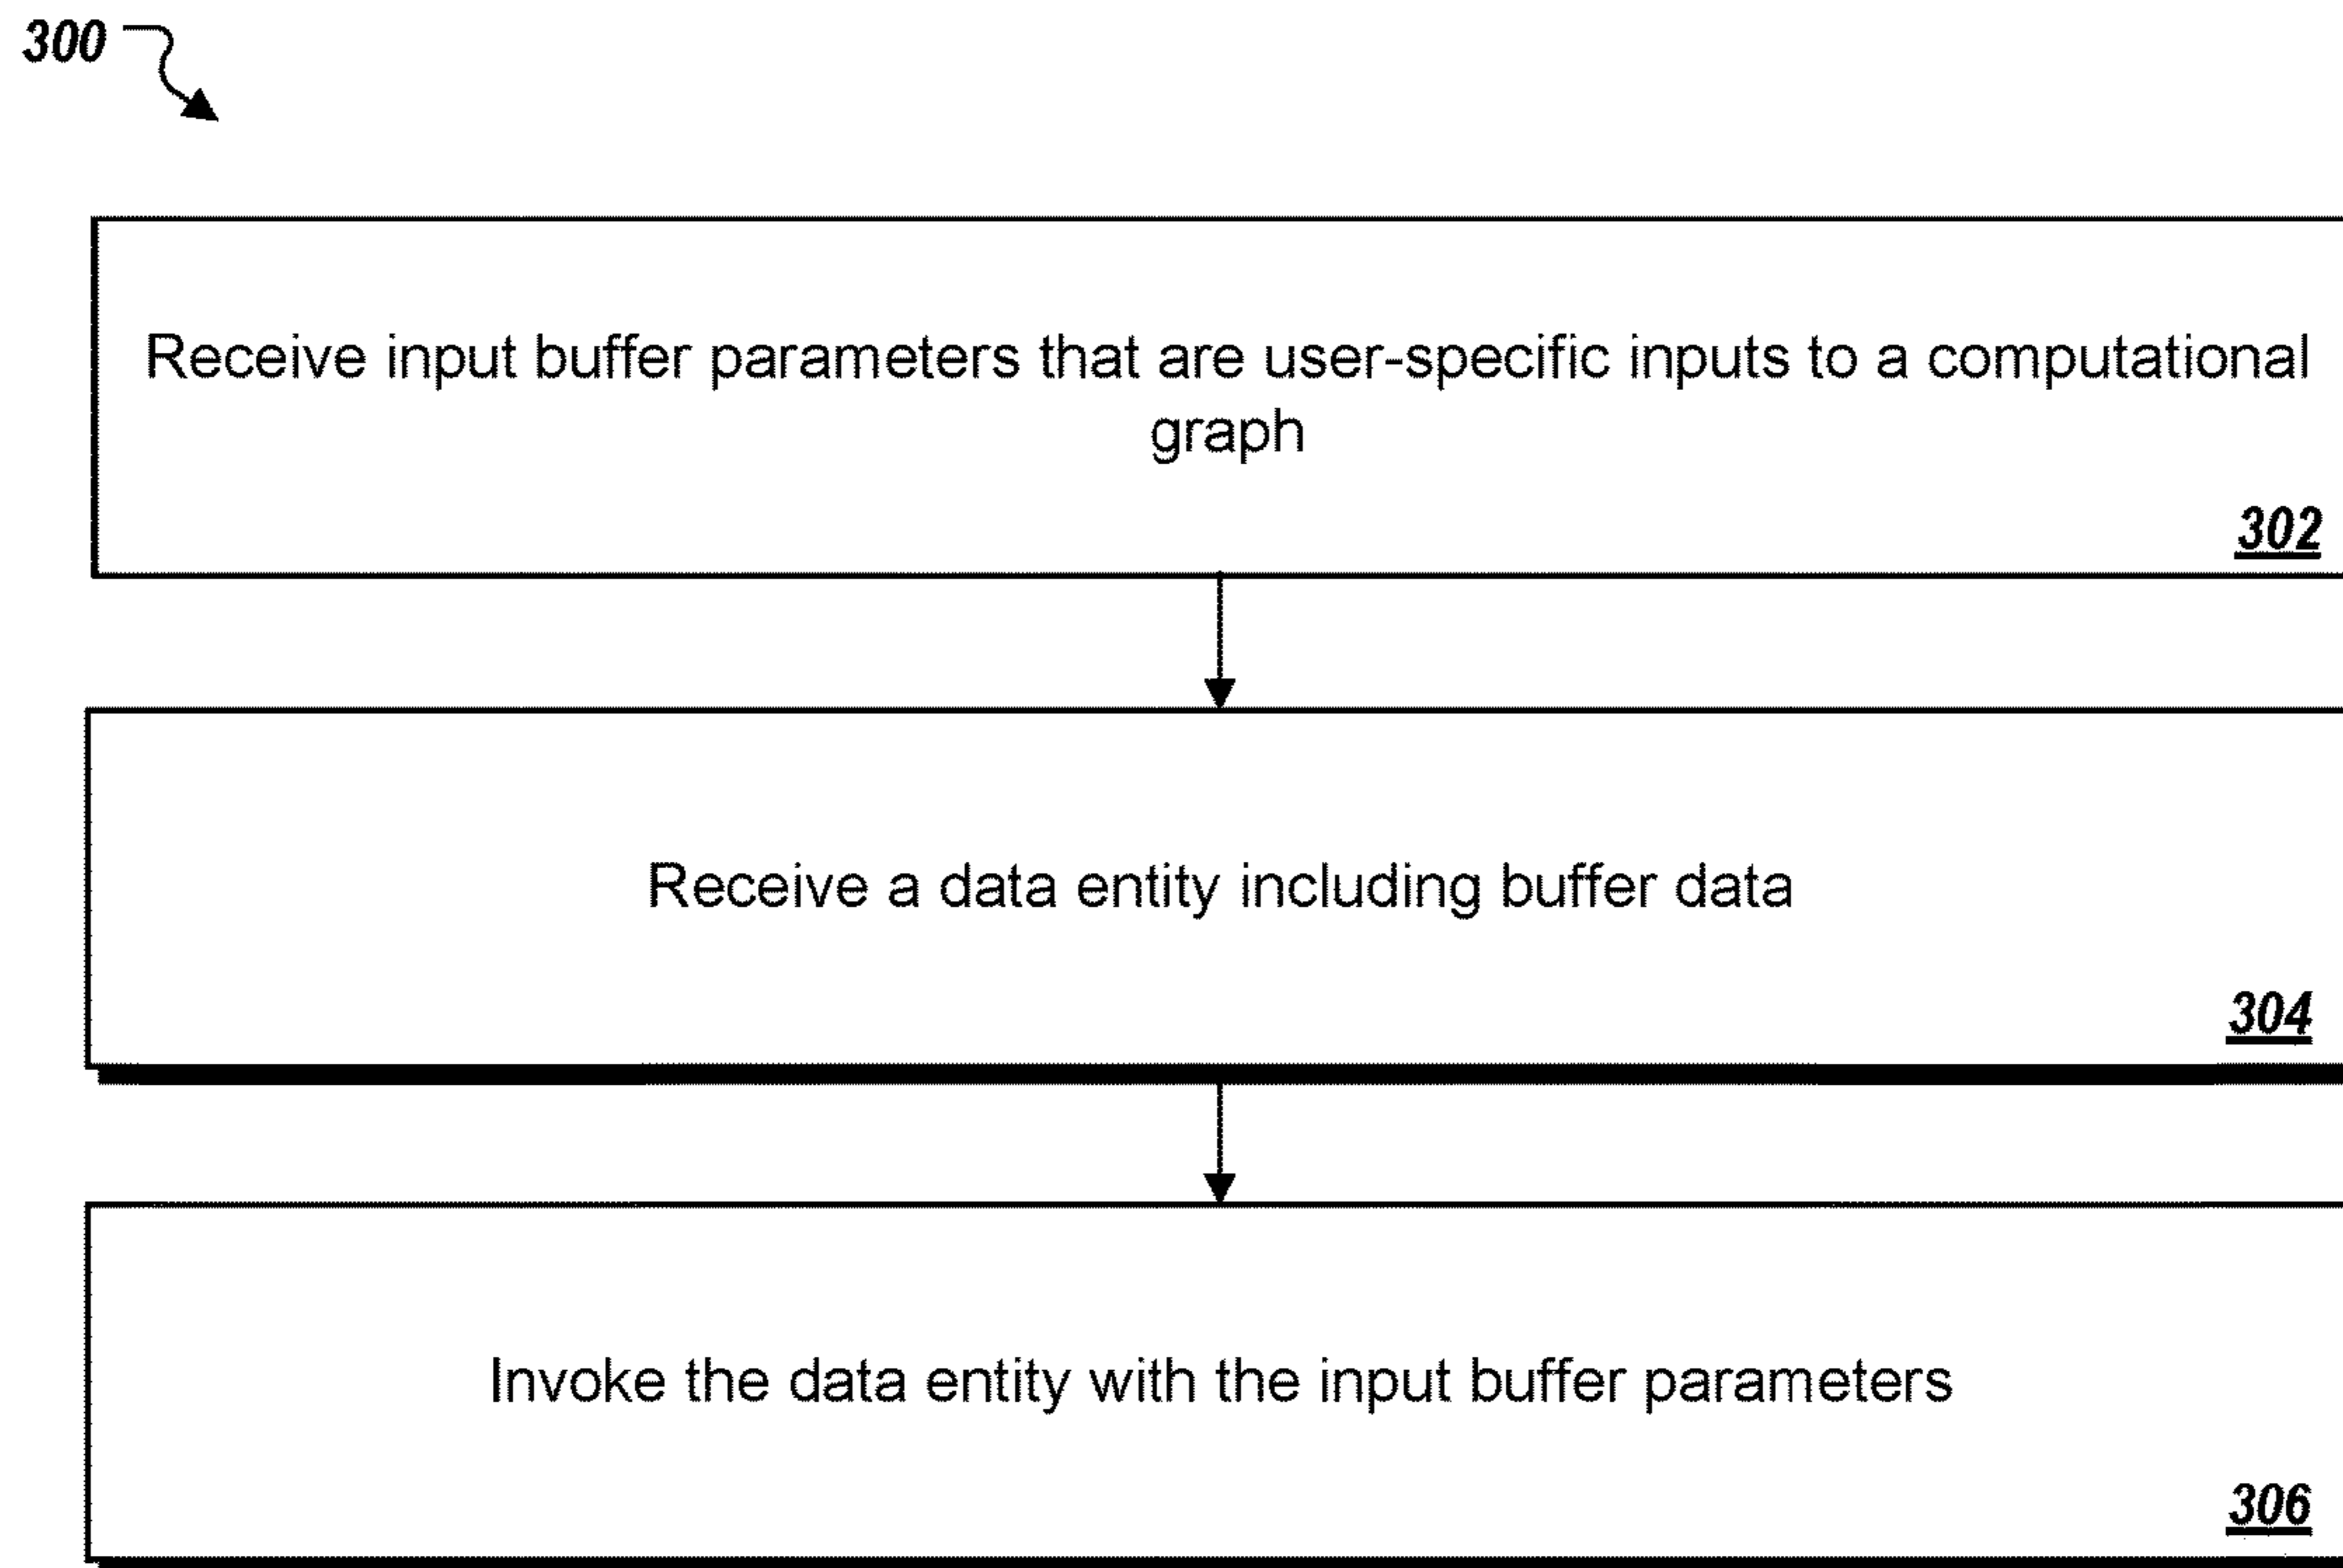 300
Receive input buffer parameters that are user-specific inputs to a computational
graph
302
Receive a data entity including buffer data
304
Invoke the data entity with the input buffer parameters
306